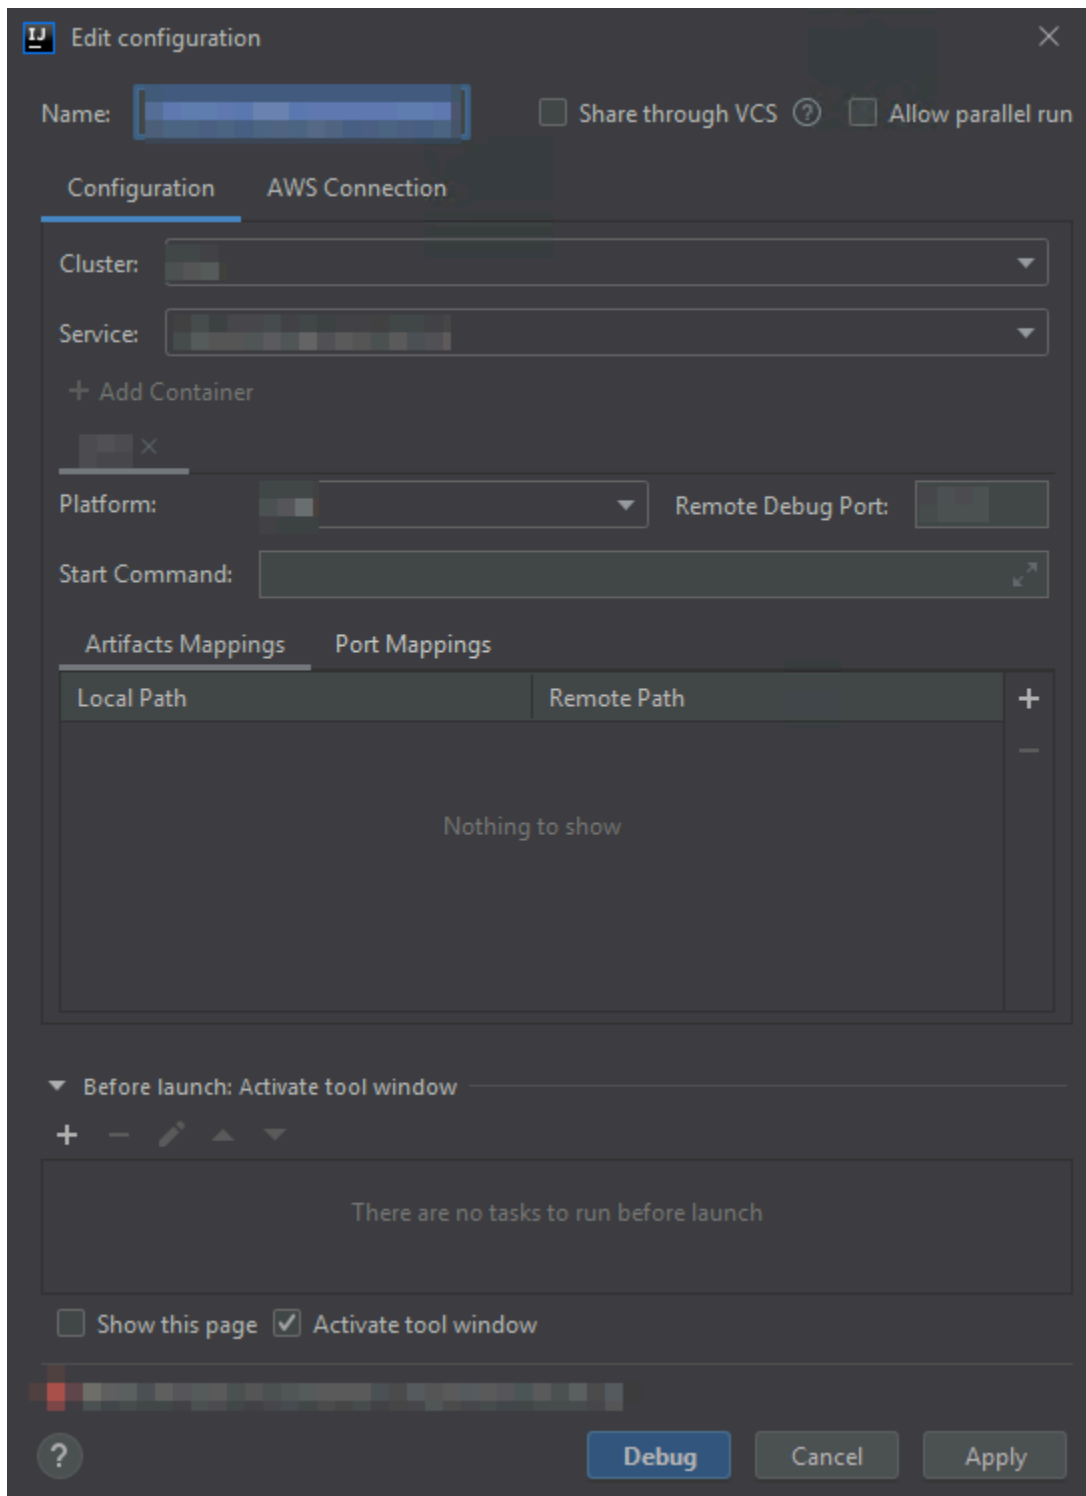 IJ Edit configuration
Name: Share through VCS ? Allow parallel run
Configuration AWS Connection
Cluster:
Service:
+ Add Container
Platform: Remote Debug Port:
Start Command:
Artifacts Mappings Port Mappings
Local Path Remote Path
Nothing to show
Before launch: Activate tool window
There are no tasks to run before launch
Show this page Activate tool window
? Debug Cancel Apply